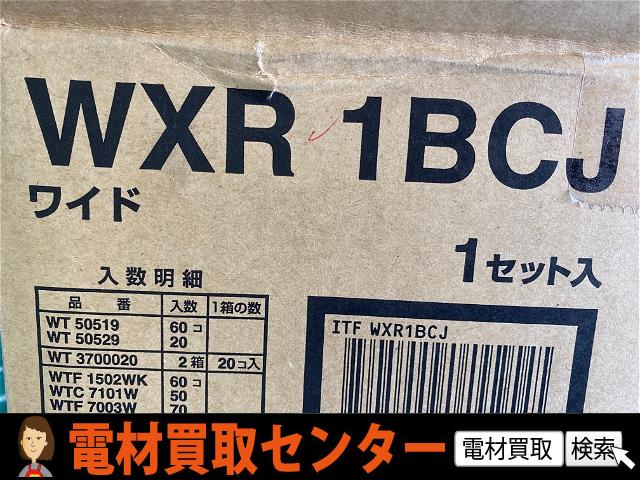 WXR 1BCJ
ワイド
1セット入
入数明細
品 番 入数 1箱の数
WT 50519 60コ
WT 50529 20
WT 3700020 2箱 20コ入
WTF 1502WK 60コ
WTC 7101W 50
WTF 7003W 70
ITF WXR1BCJ
電材買取センター 電材買取 検索